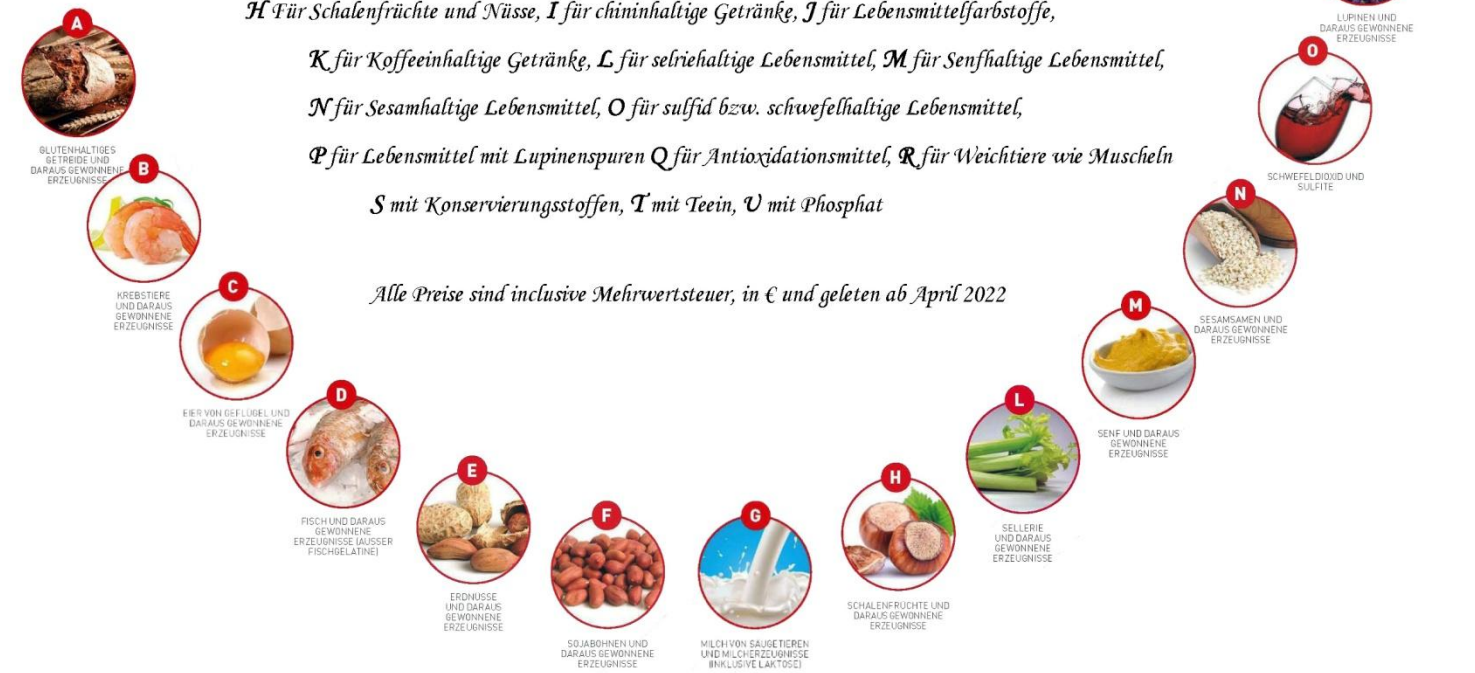 H Für Schalenfrüchte und Nüsse, I für chininhaltige Getränke, J für Lebensmittelfarbstoffe,
K für Koffeeinhaltige Getränke, L für selriehaltige Lebensmittel, M für Senfhaltige Lebensmittel,
N für Sesamhaltige Lebensmittel, O für sulfid bzw. schwefelhaltige Lebensmittel,
P für Lebensmittel mit Lupinenspuren Q für Antioxidationsmittel, R für Weichtiere wie Muscheln
S mit Konservierungsstoffen, T mit Teein, U mit Phosphat
Alle Preise sind inclusive Mehrwertsteuer, in € und geleten ab April 2022
A
GLUTENHALTIGES
GETREIDE UND
DARAUS GEWONNENE
ERZEUGNISSE
B
KREBSTIERE
UND DARAUS
GEWONNENE
ERZEUGNISSE
C
EIER VON GEFLÜGEL UND
DARAUS GEWONNENE
ERZEUGNISSE
D
FISCH UND DARAUS
GEWONNENE
ERZEUGNISSE (AUSSER
FISCHGELATINE)
E
ERDNÜSSE
UND DARAUS
GEWONNENE
ERZEUGNISSE
F
SOJABOHNEN UND
DARAUS GEWONNENE
ERZEUGNISSE
G
MILCH VON SÄUGETIEREN
UND MILCHERZEUGNISSE
(INKLUSIVE LAKTOSE)
H
SCHALENFRÜCHTE UND
DARAUS GEWONNENE
ERZEUGNISSE
L
SELLERIE
UND DARAUS
GEWONNENE
ERZEUGNISSE
M
SENF UND DARAUS
GEWONNENE
ERZEUGNISSE
N
SESAMSAMEN UND
DARAUS GEWONNENE
ERZEUGNISSE
O
SCHWEFELDIOXID UND
SULFITE
LUPINEN UND
DARAUS GEWONNENE
ERZEUGNISSE